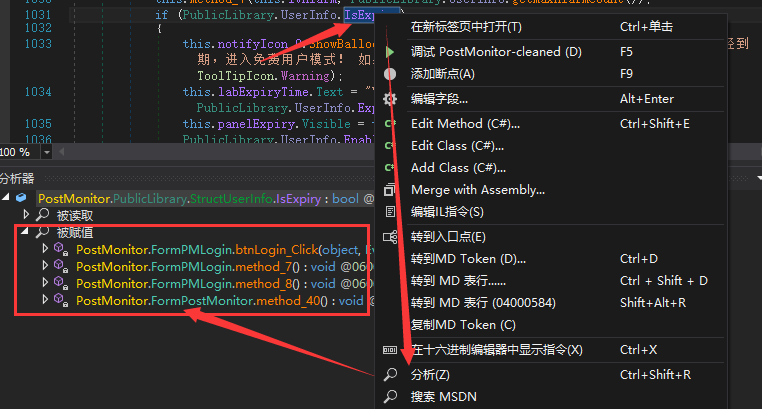 this.method_7(this.lvnAlarm, PublicLibrary.UserInfo.getmaxnarmCount());
1031 if (PublicLibrary.UserInfo.IsExpiry)
1032 {
1033 this.notifyIcon_0.ShowBalloo 轻到
期，进入免费用户模式！ 如
ToolTipIcon.Warning);
1034 this.labExpiryTime.Text = "V
PublicLibrary.UserInfo.Exp
1035 this.panelExpiry.Visible = t
1036 PublicLibrary.UserInfo.Enabl
100 %
分析器
PostMonitor.PublicLibrary.StructUserInfo.IsExpiry : bool @
被读取
被赋值
PostMonitor.FormPMLogin.btnLogin_Click(object, Ev
PostMonitor.FormPMLogin.method_7() : void @060
PostMonitor.FormPMLogin.method_8() : void @060
PostMonitor.FormPostMonitor.method_40() : void @
在新标签页中打开(T) Ctrl+单击
调试 PostMonitor-cleaned (D) F5
添加断点(A) F9
编辑字段... Alt+Enter
Edit Method (C#)... Ctrl+Shift+E
Edit Class (C#)...
Add Class (C#)...
Merge with Assembly...
编辑IL指令(S)
转到入口点(E)
转到MD Token (D)... Ctrl+D
转到 MD 表行...... Ctrl + Shift + D
转到 MD 表行 (04000584) Shift+Alt+R
复制MD Token (C)
在十六进制编辑器中显示指令(X) Ctrl+X
分析(Z) Ctrl+Shift+R
搜索 MSDN